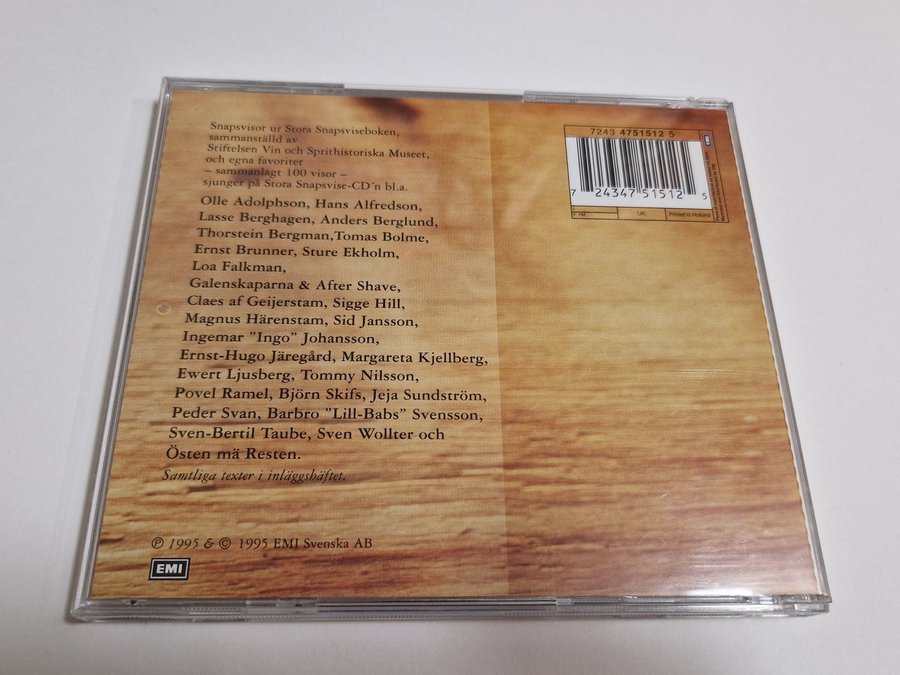 Snapsvisor ur Stora Snapsviseboken,
sammanställd av
Stiftelsen Vin och Sprithistoriska Museet,
och egna favoriter
– sammanlagt 100 visor –
sjunger på Stora Snapsvise-CD´n bl.a.
Olle Adolphson, Hans Alfredson,
Lasse Berghagen, Anders Berglund,
Thorstein Bergman,Tomas Bolme,
Ernst Brunner, Sture Ekholm,
Loa Falkman,
Galenskaparna & After Shave,
Claes af Geijerstam, Sigge Hill,
Magnus Härenstam, Sid Jansson,
Ingemar ”Ingo” Johansson,
Ernst-Hugo Järegård, Margareta Kjellberg,
Ewert Ljusberg, Tommy Nilsson,
Povel Ramel, Björn Skifs, Jeja Sundström,
Peder Svan, Barbro ”Lill-Babs” Svensson,
Sven-Bertil Taube, Sven Wollter och
Östen mä Resten.
Samtliga texter i inläggshäftet.
℗ 1995 & © 1995 EMI Svenska AB
EMI
7243 4751512 5
EMI
7 24347 51512 5
F: PM
UK:
Printed in Holland